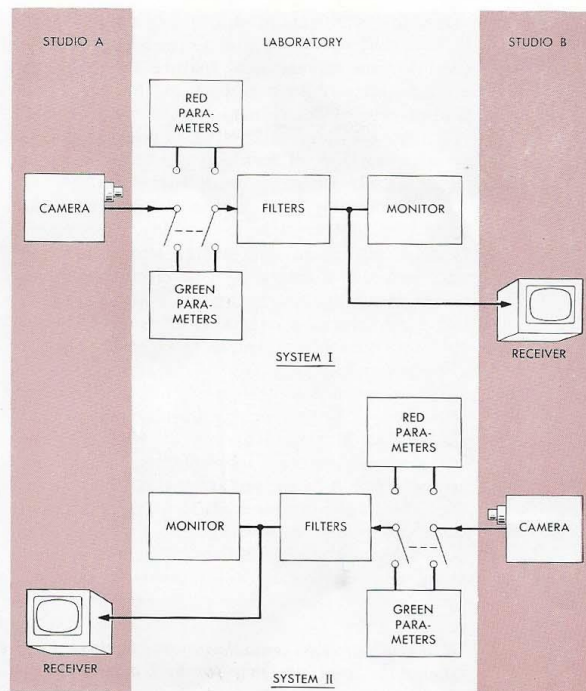 STUDIO A
LABORATORY
STUDIO B
RED
PARA-
METERS
CAMERA
FILTERS
MONITOR
GREEN
PARA-
METERS
RECEIVER
SYSTEM I
RED
PARA-
METERS
MONITOR
FILTERS
CAMERA
GREEN
PARA-
METERS
RECEIVER
SYSTEM II